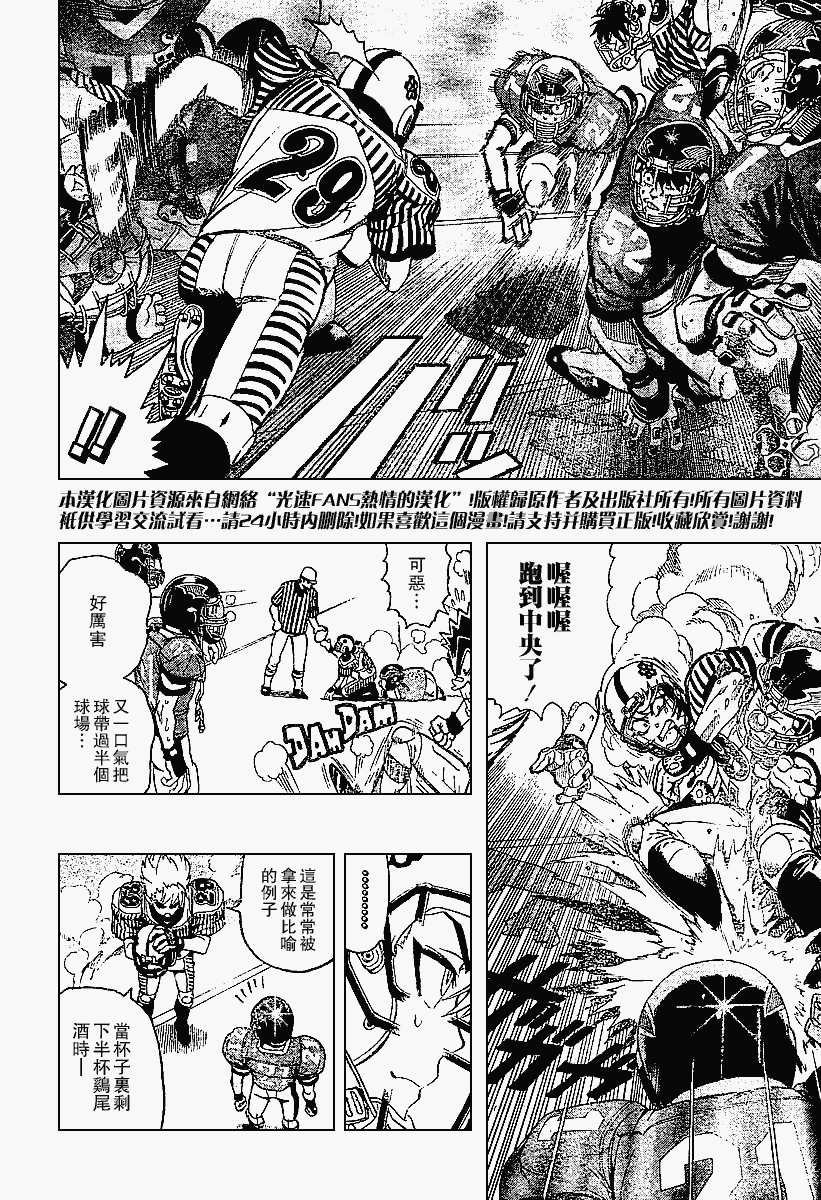 29
21
52
本漢化圖片資源來自網絡“光速FANS熱情的漢化”!版權歸原作者及出版社所有!所有圖片資料
衹供學習交流試看…請24小時內删除!如果喜歡這個漫畫!請支持并購買正版!收藏欣賞!謝謝!
喔喔喔
跑到中央了!
21
可惡…
好厲害
又一口氣把
球帶過半個
球場…
DAM DAM
這是常常被
拿來做比喻
的例子
當杯子裏剩
下半杯鷄尾
酒時—